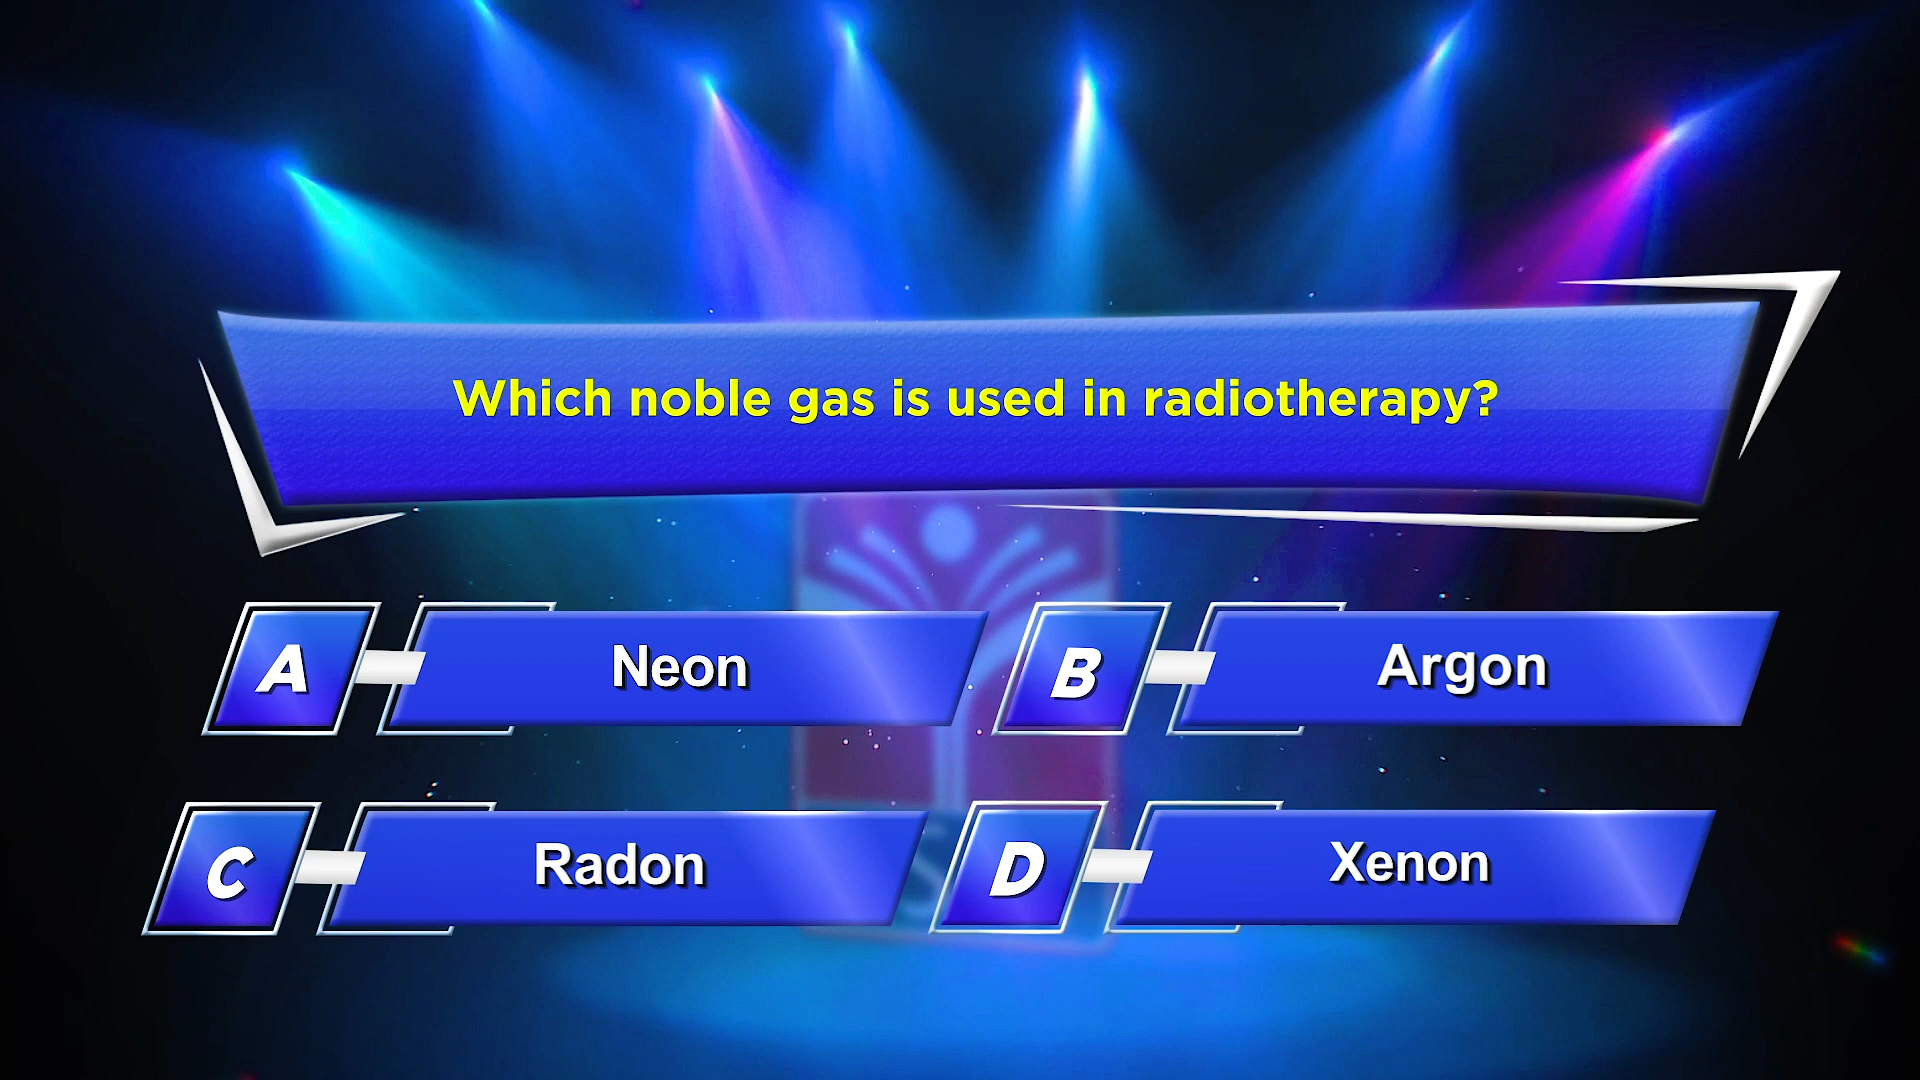 Which noble gas is used in radiotherapy?
A Neon
B Argon
C Radon
D Xenon